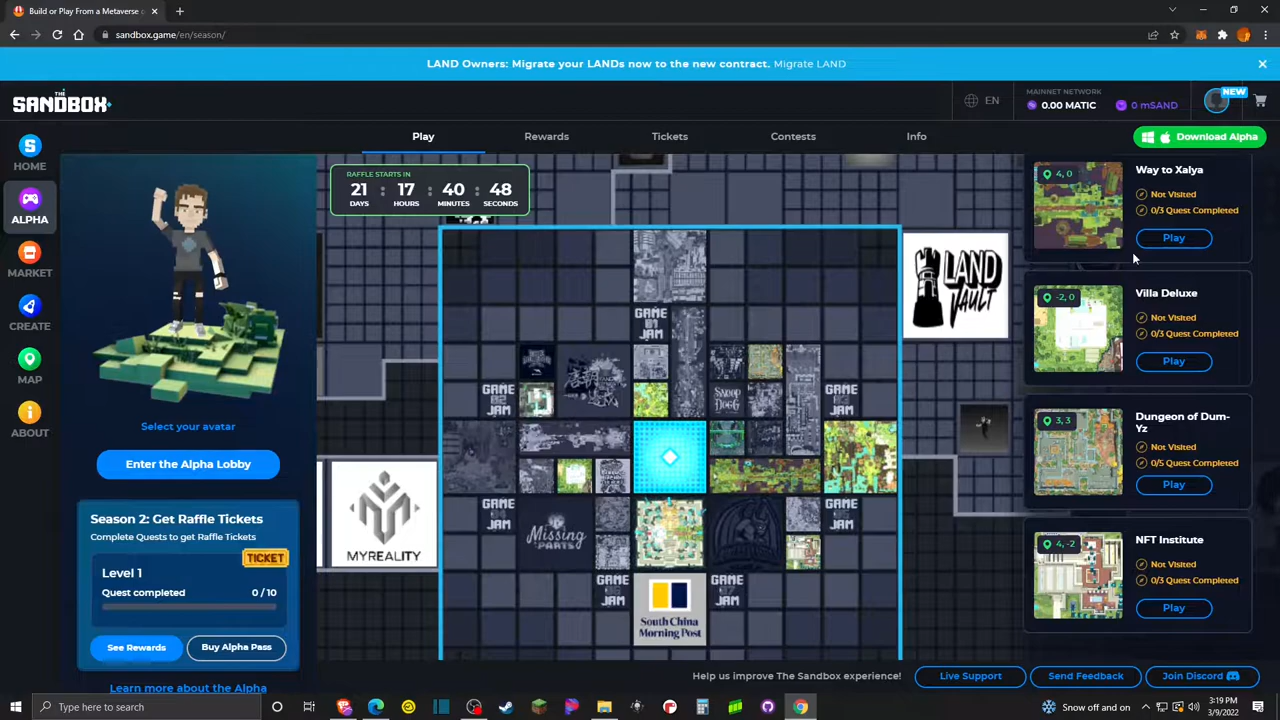 Build or Play From a Metaverse o
sandbox.game/en/season/
LAND Owners: Migrate your LANDs now to the new contract. Migrate LAND
THE SANDBOX
EN
MAINNET NETWORK
0.00 MATIC
0 mSAND
NEW
Play
Rewards
Tickets
Contests
Info
Download Alpha
HOME
ALPHA
MARKET
CREATE
MAP
ABOUT
Select your avatar
Enter the Alpha Lobby
Season 2: Get Raffle Tickets
Complete Quests to get Raffle Tickets
TICKET
Level 1
Quest completed
0 / 10
See Rewards
Buy Alpha Pass
Learn more about the Alpha
RAFFLE STARTS IN
21 : 17 : 40 : 48
DAYS HOURS MINUTES SECONDS
LAND
VAULT
GAME
JAM
GAME
JAM
SNOOP
DOGG
GAME
JAM
GAME
JAM
Missing
PARTS
GAME
JAM
MYREALITY
GAME
JAM
GAME
JAM
South China
Morning Post
4, 0
Way to Xalya
Not Visited
0/3 Quest Completed
Play
-2, 0
Villa Deluxe
Not Visited
0/3 Quest Completed
Play
3, 3
Dungeon of Dum-
Yz
Not Visited
0/5 Quest Completed
Play
4, -2
NFT Institute
Not Visited
0/3 Quest Completed
Play
Help us improve The Sandbox experience!
Live Support
Send Feedback
Join Discord
Type here to search
Snow off and on
3:19 PM
3/9/2022